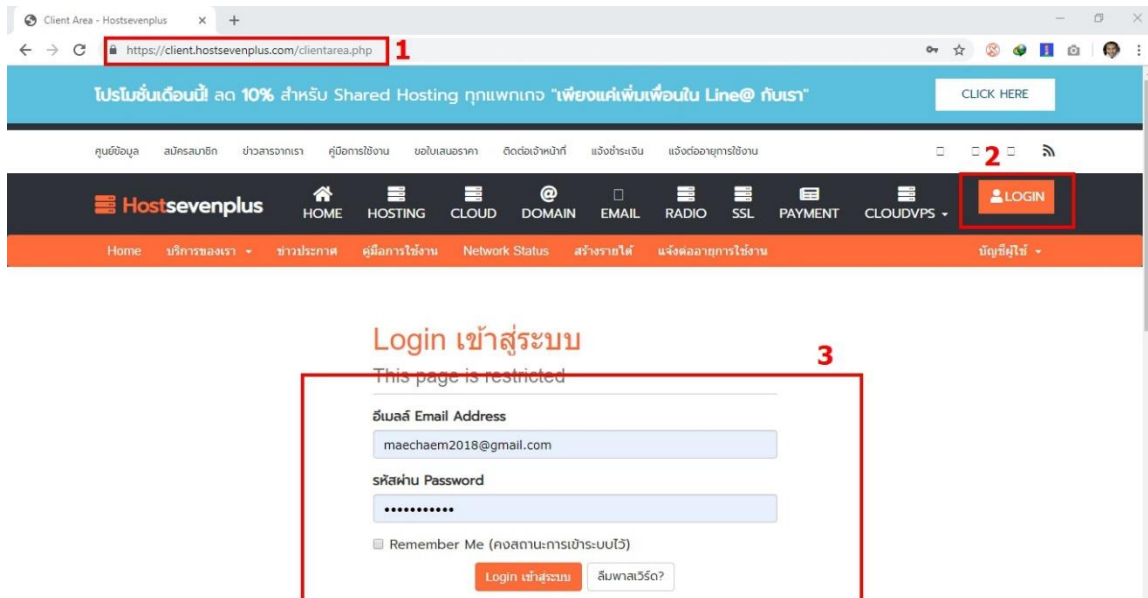 Client Area - Hostsevenplus
https://client.hostsevenplus.com/clientarea.php
1
โปรโมชั่นเดือนนี้! ลด 10% สำหรับ Shared Hosting ทุกแพกเกจ "เพียงแค่เพิ่มเพื่อนใน Line@ กับเรา"
CLICK HERE
ศูนย์ข้อมูล สมัครสมาชิก ข่าวสารจากเรา คู่มือการใช้งาน ขอใบเสนอราคา ติดต่อเจ้าหน้าที่ แจ้งชำระเงิน แจ้งต่ออายุการใช้งาน
2
Hostsevenplus
HOME HOSTING CLOUD DOMAIN EMAIL RADIO SSL PAYMENT CLOUDVPS LOGIN
Home บริการของเรา ข่าวประกาศ คู่มือการใช้งาน Network Status สร้างรายได้ แจ้งต่ออายุการใช้งาน บัญชีผู้ใช้
Login เข้าสู่ระบบ
3
This page is restricted
อีเมลล์ Email Address
maechaem2018@gmail.com
รหัสผ่าน Password
•••••••••••
Remember Me (คงสถานะการเข้าระบบไว้)
Login เข้าสู่ระบบ ลืมพาสเวิร์ด?